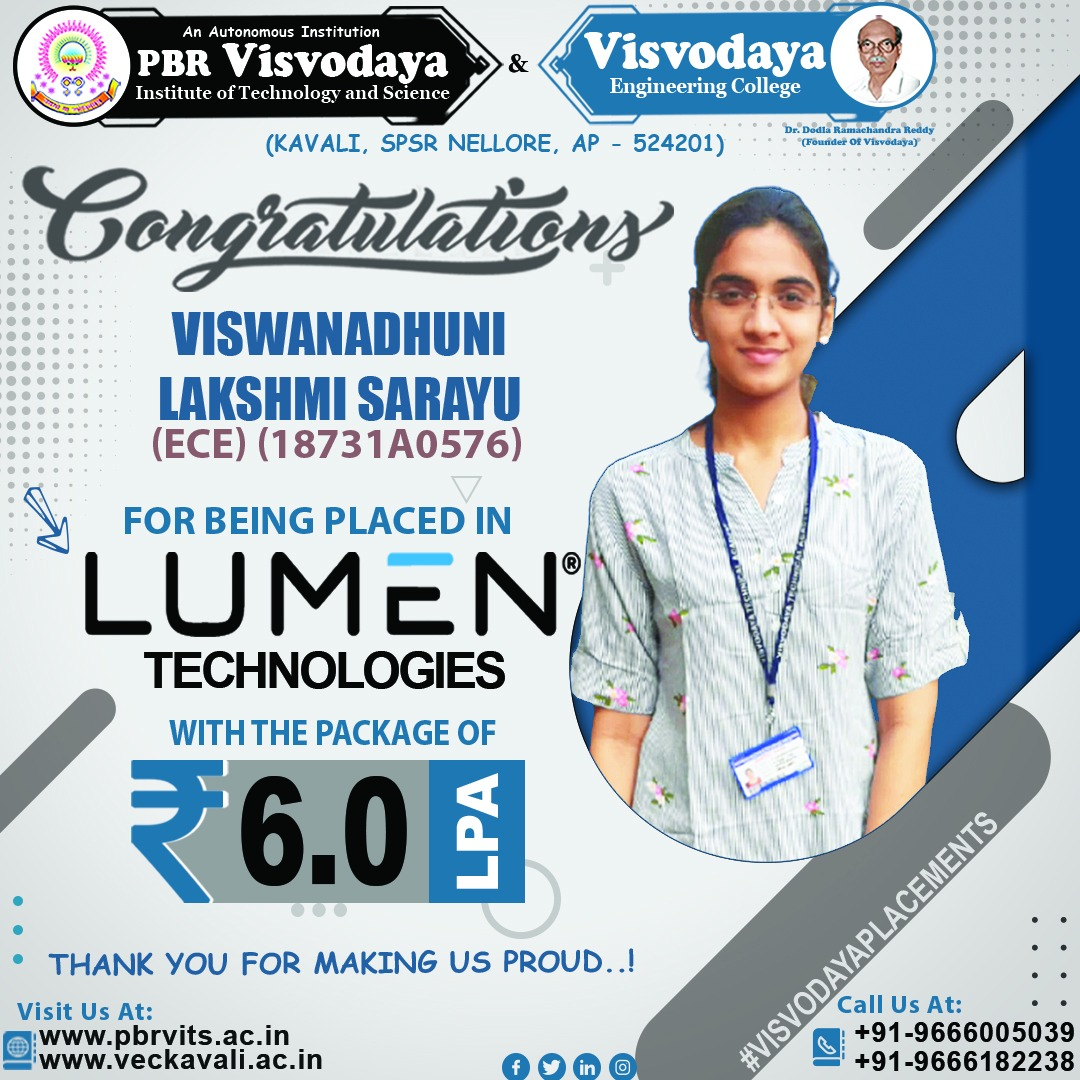 An Autonomous Institution
PBR Visvodaya
Institute of Technology and Science
&
Visvodaya
Engineering College
Dr. Dodla Ramachandra Reddy
(Founder Of Visvodaya)
(KAVALI, SPSR NELLORE, AP - 524201)
Congratulations
VISWANADHUNI
LAKSHMI SARAYU
(ECE) (18731A0576)
FOR BEING PLACED IN
LUMEN®
TECHNOLOGIES
WITH THE PACKAGE OF
₹ 6.0 LPA
THANK YOU FOR MAKING US PROUD..!
#VISVODAYAPLACEMENTS
Visit Us At:
www.pbrvits.ac.in
www.veckavali.ac.in
Call Us At:
+91-9666005039
+91-9666182238